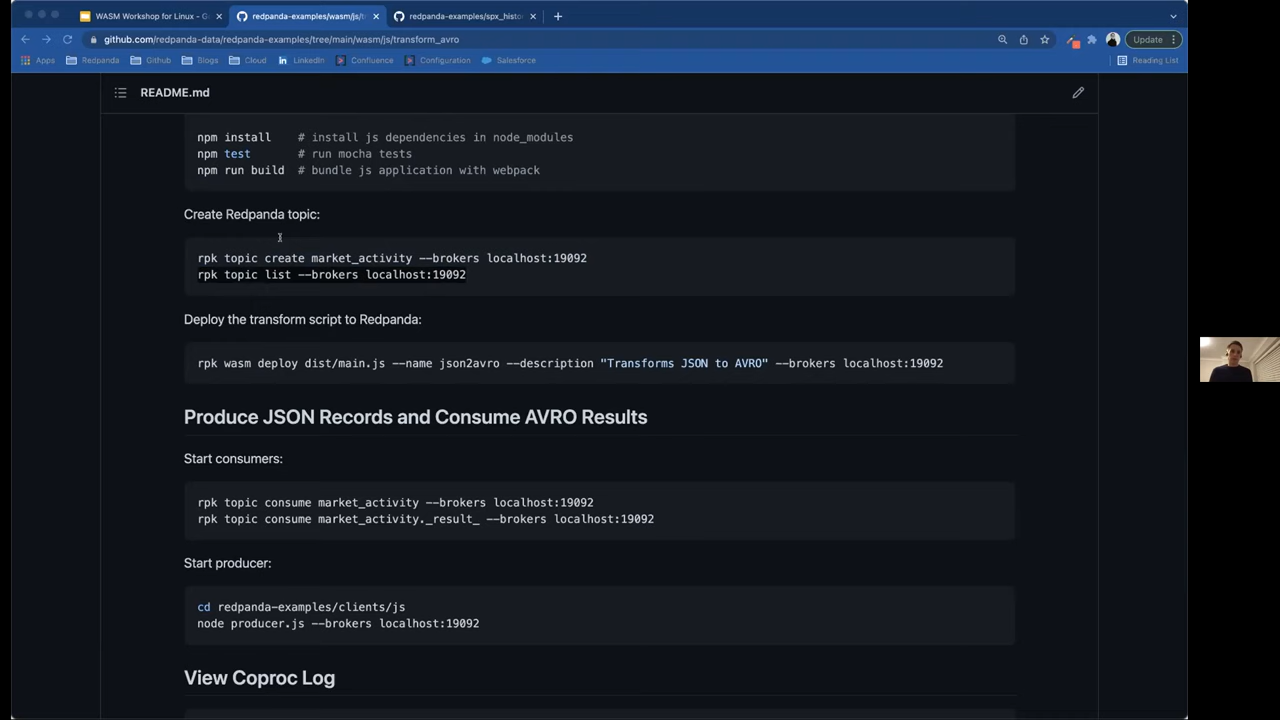 WASM Workshop for Linux - G
redpanda-examples/wasm/js/t
redpanda-examples/spx_histo
github.com/redpanda-data/redpanda-examples/tree/main/wasm/js/transform_avro
Update
Apps
Redpanda
Github
Blogs
Cloud
LinkedIn
Confluence
Configuration
Salesforce
Reading List
README.md
npm install # install js dependencies in node_modules
npm test # run mocha tests
npm run build # bundle js application with webpack
Create Redpanda topic:
rpk topic create market_activity --brokers localhost:19092
rpk topic list --brokers localhost:19092
Deploy the transform script to Redpanda:
rpk wasm deploy dist/main.js --name json2avro --description "Transforms JSON to AVRO" --brokers localhost:19092
Produce JSON Records and Consume AVRO Results
Start consumers:
rpk topic consume market_activity --brokers localhost:19092
rpk topic consume market_activity._result_ --brokers localhost:19092
Start producer:
cd redpanda-examples/clients/js
node producer.js --brokers localhost:19092
View Coproc Log